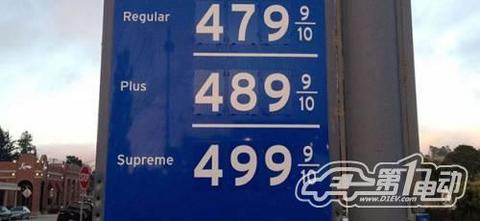 Regular 479 9/10
Plus 489 9/10
Supreme 499 9/10
第1电动
www.D1EV.com